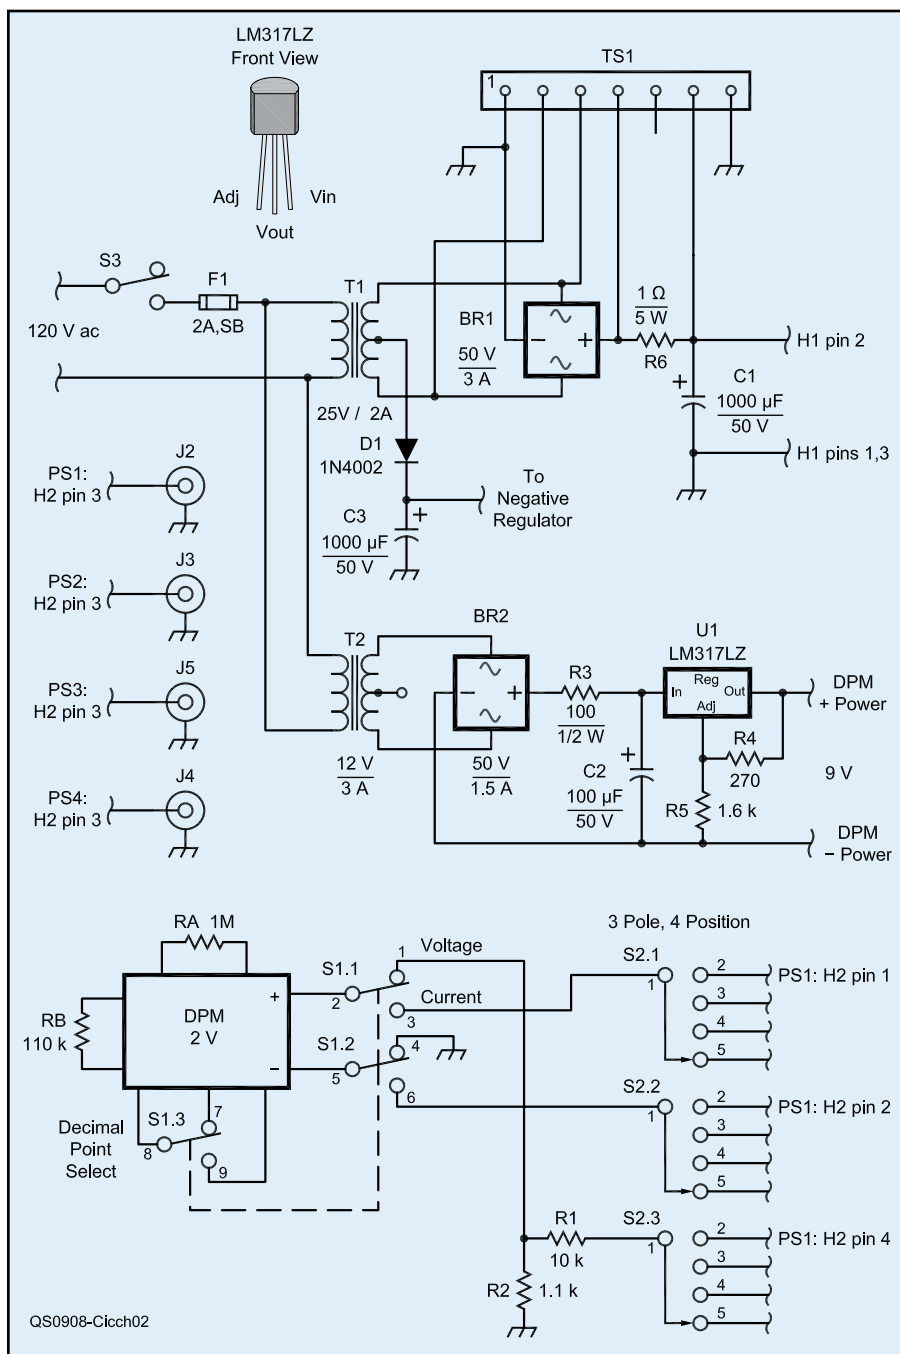 LM317LZ
Front View
Adj
Vin
Vout
TS1
1
S3
F1
2A,SB
120 V ac
T1
25V / 2A
BR1
50 V
3 A
1 Ω
5 W
R6
H1 pin 2
C1
1000 µF
50 V
H1 pins 1,3
D1
1N4002
To
Negative
Regulator
C3
1000 µF
50 V
PS1:
H2 pin 3
J2
PS2:
H2 pin 3
J3
PS3:
H2 pin 3
J5
PS4:
H2 pin 3
J4
T2
12 V
3 A
BR2
50 V
1.5 A
R3
100
1/2 W
C2
100 µF
50 V
U1
LM317LZ
Reg
In
Out
Adj
R4
270
R5
1.6 k
DPM
+ Power
9 V
DPM
– Power
RA 1M
RB
110 k
DPM
2 V
+
–
S1.1
2
1
Voltage
3
Current
S1.2
5
4
6
S1.3
7
8
9
Decimal
Point
Select
3 Pole, 4 Position
S2.1
1
2
3
4
5
PS1: H2 pin 1
S2.2
1
2
3
4
5
PS1: H2 pin 2
R1
10 k
R2
1.1 k
S2.3
1
2
3
4
5
PS1: H2 pin 4
QS0908-Cicch02